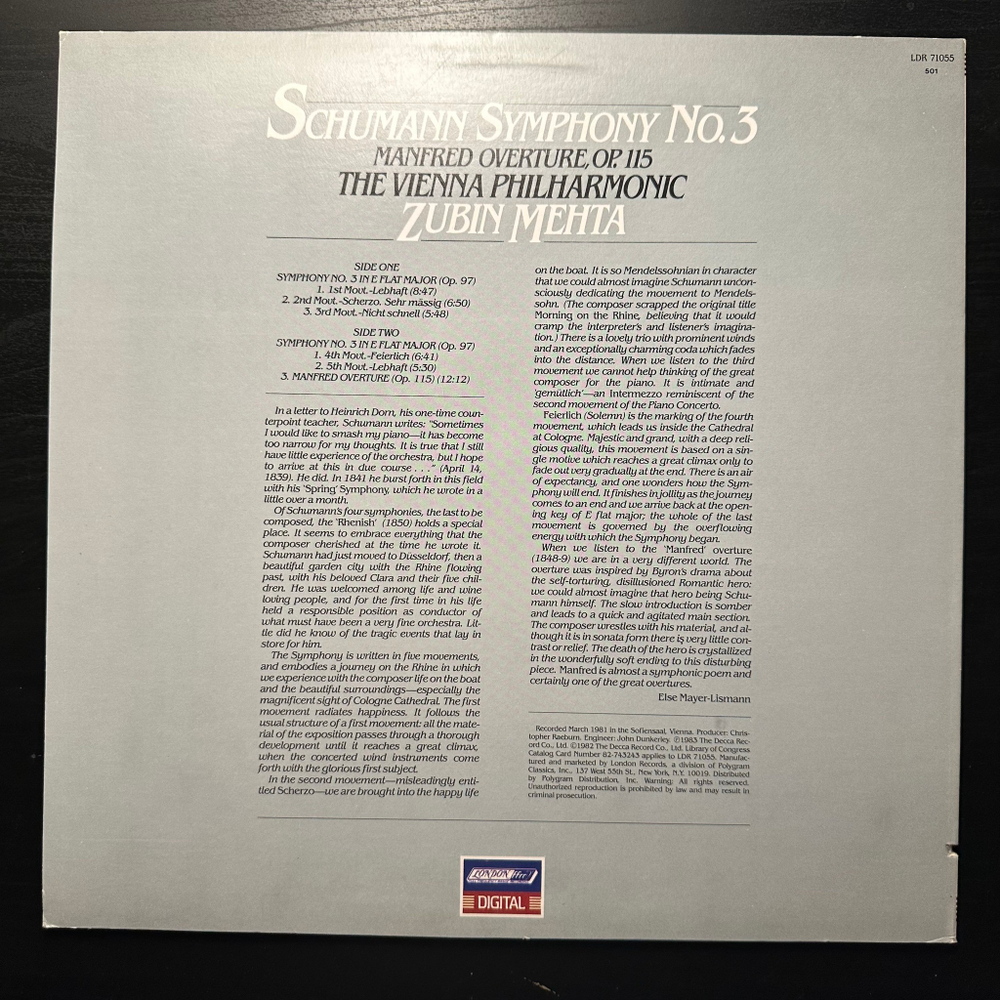 LDR 71055
501
SCHUMANN SYMPHONY NO. 3
MANFRED OVERTURE, OP. 115
THE VIENNA PHILHARMONIC
ZUBIN MEHTA
SIDE ONE
SYMPHONY NO. 3 IN E FLAT MAJOR (Op. 97)
1. 1st Movt.-Lebhaft (8:47)
2. 2nd Movt.-Scherzo. Sehr mässig (6:50)
3. 3rd Movt.-Nicht schnell (5:48)
SIDE TWO
SYMPHONY NO. 3 IN E FLAT MAJOR (Op. 97)
1. 4th Movt.-Feierlich (6:41)
2. 5th Movt.-Lebhaft (5:30)
3. MANFRED OVERTURE (Op. 115) (12:12)
In a letter to Heinrich Dorn, his one-time coun-
terpoint teacher, Schumann writes: "Sometimes
I would like to smash my piano—it has become
too narrow for my thoughts. It is true that I still
have little experience of the orchestra, but I hope
to arrive at this in due course . . ." (April 14,
1839). He did. In 1841 he burst forth in this field
with his 'Spring' Symphony, which he wrote in a
little over a month.
Of Schumann's four symphonies, the last to be
composed, the 'Rhenish' (1850) holds a special
place. It seems to embrace everything that the
composer cherished at the time he wrote it.
Schumann had just moved to Düsseldorf, then a
beautiful garden city with the Rhine flowing
past, with his beloved Clara and their five chil-
dren. He was welcomed among life and wine
loving people, and for the first time in his life
held a responsible position as conductor of
what must have been a very fine orchestra. Lit-
tle did he know of the tragic events that lay in
store for him.
The Symphony is written in five movements,
and embodies a journey on the Rhine in which
we experience with the composer life on the boat
and the beautiful surroundings—especially the
magnificent sight of Cologne Cathedral. The first
movement radiates happiness. It follows the
usual structure of a first movement: all the mate-
rial of the exposition passes through a thorough
development until it reaches a great climax,
when the concerted wind instruments come
forth with the glorious first subject.
In the second movement—misleadingly enti-
tled Scherzo—we are brought into the happy life
on the boat. It is so Mendelssohnian in character
that we could almost imagine Schumann uncon-
sciously dedicating the movement to Mendels-
sohn. (The composer scrapped the original title
Morning on the Rhine, believing that it would
cramp the interpreter's and listener's imagina-
tion.) There is a lovely trio with prominent winds
and an exceptionally charming coda which fades
into the distance. When we listen to the third
movement we cannot help thinking of the great
composer for the piano. It is intimate and
'gemütlich'—an Intermezzo reminiscent of the
second movement of the Piano Concerto.
Feierlich (Solemn) is the marking of the fourth
movement, which leads us inside the Cathedral
at Cologne. Majestic and grand, with a deep reli-
gious quality, this movement is based on a sin-
gle motive which reaches a great climax only to
fade out very gradually at the end. There is an air
of expectancy, and one wonders how the Sym-
phony will end. It finishes in jollity as the journey
comes to an end and we arrive back at the open-
ing key of E flat major; the whole of the last
movement is governed by the overflowing
energy with which the Symphony began.
When we listen to the 'Manfred' overture
(1848-9) we are in a very different world. The
overture was inspired by Byron's drama about
the self-torturing, disillusioned Romantic hero:
we could almost imagine that hero being Schu-
mann himself. The slow introduction is somber
and leads to a quick and agitated main section.
The composer wrestles with his material, and al-
though it is in sonata form there is very little con-
trast or relief. The death of the hero is crystallized
in the wonderfully soft ending to this disturbing
piece. Manfred is almost a symphonic poem and
certainly one of the great overtures.
Else Mayer-Lismann
Recorded March 1981 in the Sofiensaal, Vienna. Producer: Chris-
topher Raeburn. Engineer: John Dunkerley. ℗1983 The Decca Rec-
ord Co., Ltd. ©1982 The Decca Record Co., Ltd. Library of Congress
Catalog Card Number 82-743243 applies to LDR 71055. Manufac-
tured and marketed by London Records, a division of Polygram
Classics, Inc., 137 West 55th St., New York, N.Y. 10019. Distributed
by Polygram Distribution, Inc. Warning: All rights reserved.
Unauthorized reproduction is prohibited by law and may result in
criminal prosecution.
LONDON ffrr
DIGITAL